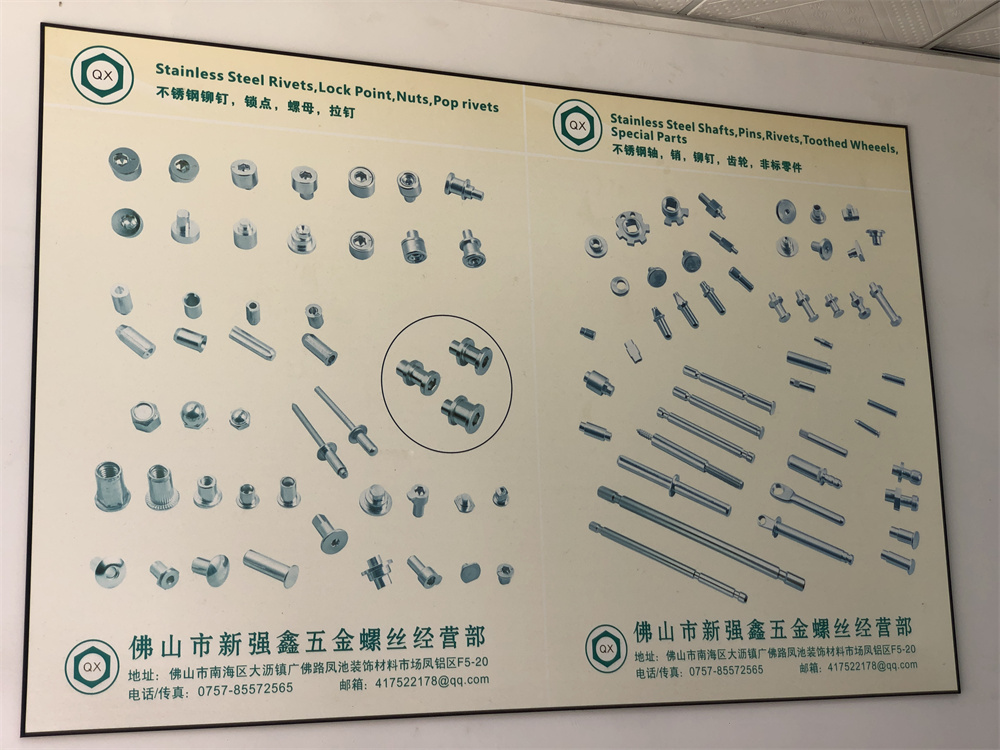 QX
Stainless Steel Rivets,Lock Point,Nuts,Pop rivets
不锈钢铆钉，锁点，螺母，拉钉
QX
Stainless Steel Shafts,Pins,Rivets,Toothed Wheeels,
Special Parts
不锈钢轴，销，铆钉，齿轮，非标零件
QX
佛山市新强鑫五金螺丝经营部
地址：佛山市南海区大沥镇广佛路凤池装饰材料市场凤铝区F5-20
电话/传真：0757-85572565 邮箱：417522178@qq.com
QX
佛山市新强鑫五金螺丝经营部
地址：佛山市南海区大沥镇广佛路凤池装饰材料市场凤铝区F5-20
电话/传真：0757-85572565 邮箱：417522178@qq.com